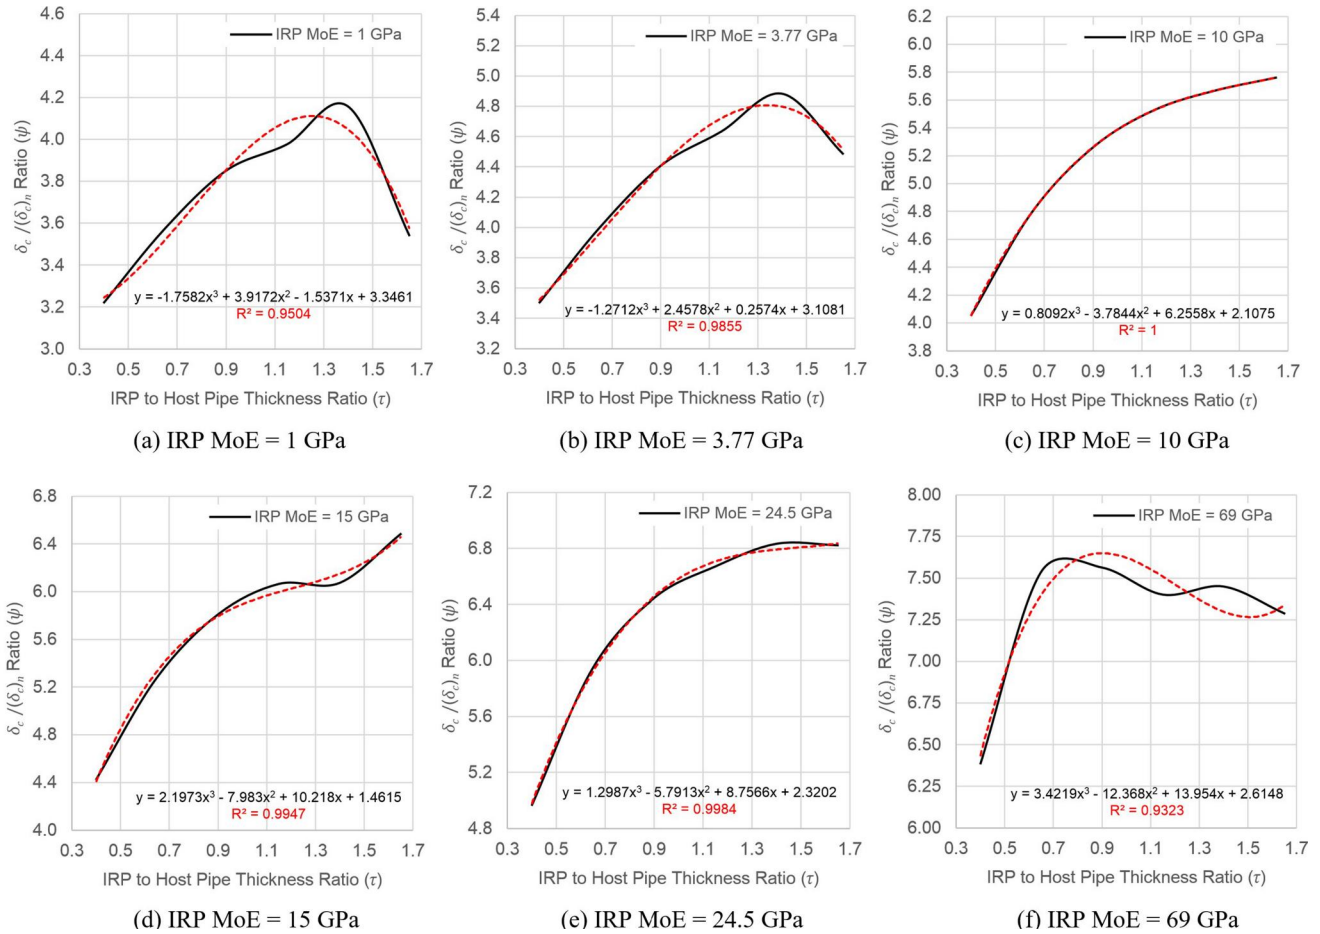 4.6
4.4
4.2
4.0
3.8
3.6
3.4
3.2
3.0
δc /(δc)n Ratio (ψ)
IRP MoE = 1 GPa
y = -1.7582x³ + 3.9172x² - 1.5371x + 3.3461
R² = 0.9504
0.3 0.5 0.7 0.9 1.1 1.3 1.5 1.7
IRP to Host Pipe Thickness Ratio (τ)
(a) IRP MoE = 1 GPa
5.4
5.2
5.0
4.8
4.6
4.4
4.2
4.0
3.8
3.6
3.4
3.2
δc /(δc)n Ratio (ψ)
IRP MoE = 3.77 GPa
y = -1.2712x³ + 2.4578x² + 0.2574x + 3.1081
R² = 0.9855
0.3 0.5 0.7 0.9 1.1 1.3 1.5 1.7
IRP to Host Pipe Thickness Ratio (τ)
(b) IRP MoE = 3.77 GPa
6.2
6.0
5.8
5.6
5.4
5.2
5.0
4.8
4.6
4.4
4.2
4.0
3.8
δc /(δc)n Ratio (ψ)
IRP MoE = 10 GPa
y = 0.8092x³ - 3.7844x² + 6.2558x + 2.1075
R² = 1
0.3 0.5 0.7 0.9 1.1 1.3 1.5 1.7
IRP to Host Pipe Thickness Ratio (τ)
(c) IRP MoE = 10 GPa
6.8
6.4
6.0
5.6
5.2
4.8
4.4
4.0
δc /(δc)n Ratio (ψ)
IRP MoE = 15 GPa
y = 2.1973x³ - 7.983x² + 10.218x + 1.4615
R² = 0.9947
0.3 0.5 0.7 0.9 1.1 1.3 1.5 1.7
IRP to Host Pipe Thickness Ratio (τ)
(d) IRP MoE = 15 GPa
7.2
6.8
6.4
6.0
5.6
5.2
4.8
δc /(δc)n Ratio (ψ)
IRP MoE = 24.5 GPa
y = 1.2987x³ - 5.7913x² + 8.7566x + 2.3202
R² = 0.9984
0.3 0.5 0.7 0.9 1.1 1.3 1.5 1.7
IRP to Host Pipe Thickness Ratio (τ)
(e) IRP MoE = 24.5 GPa
8.00
7.75
7.50
7.25
7.00
6.75
6.50
6.25
6.00
δc /(δc)n Ratio (ψ)
IRP MoE = 69 GPa
y = 3.4219x³ - 12.368x² + 13.954x + 2.6148
R² = 0.9323
0.3 0.5 0.7 0.9 1.1 1.3 1.5 1.7
IRP to Host Pipe Thickness Ratio (τ)
(f) IRP MoE = 69 GPa